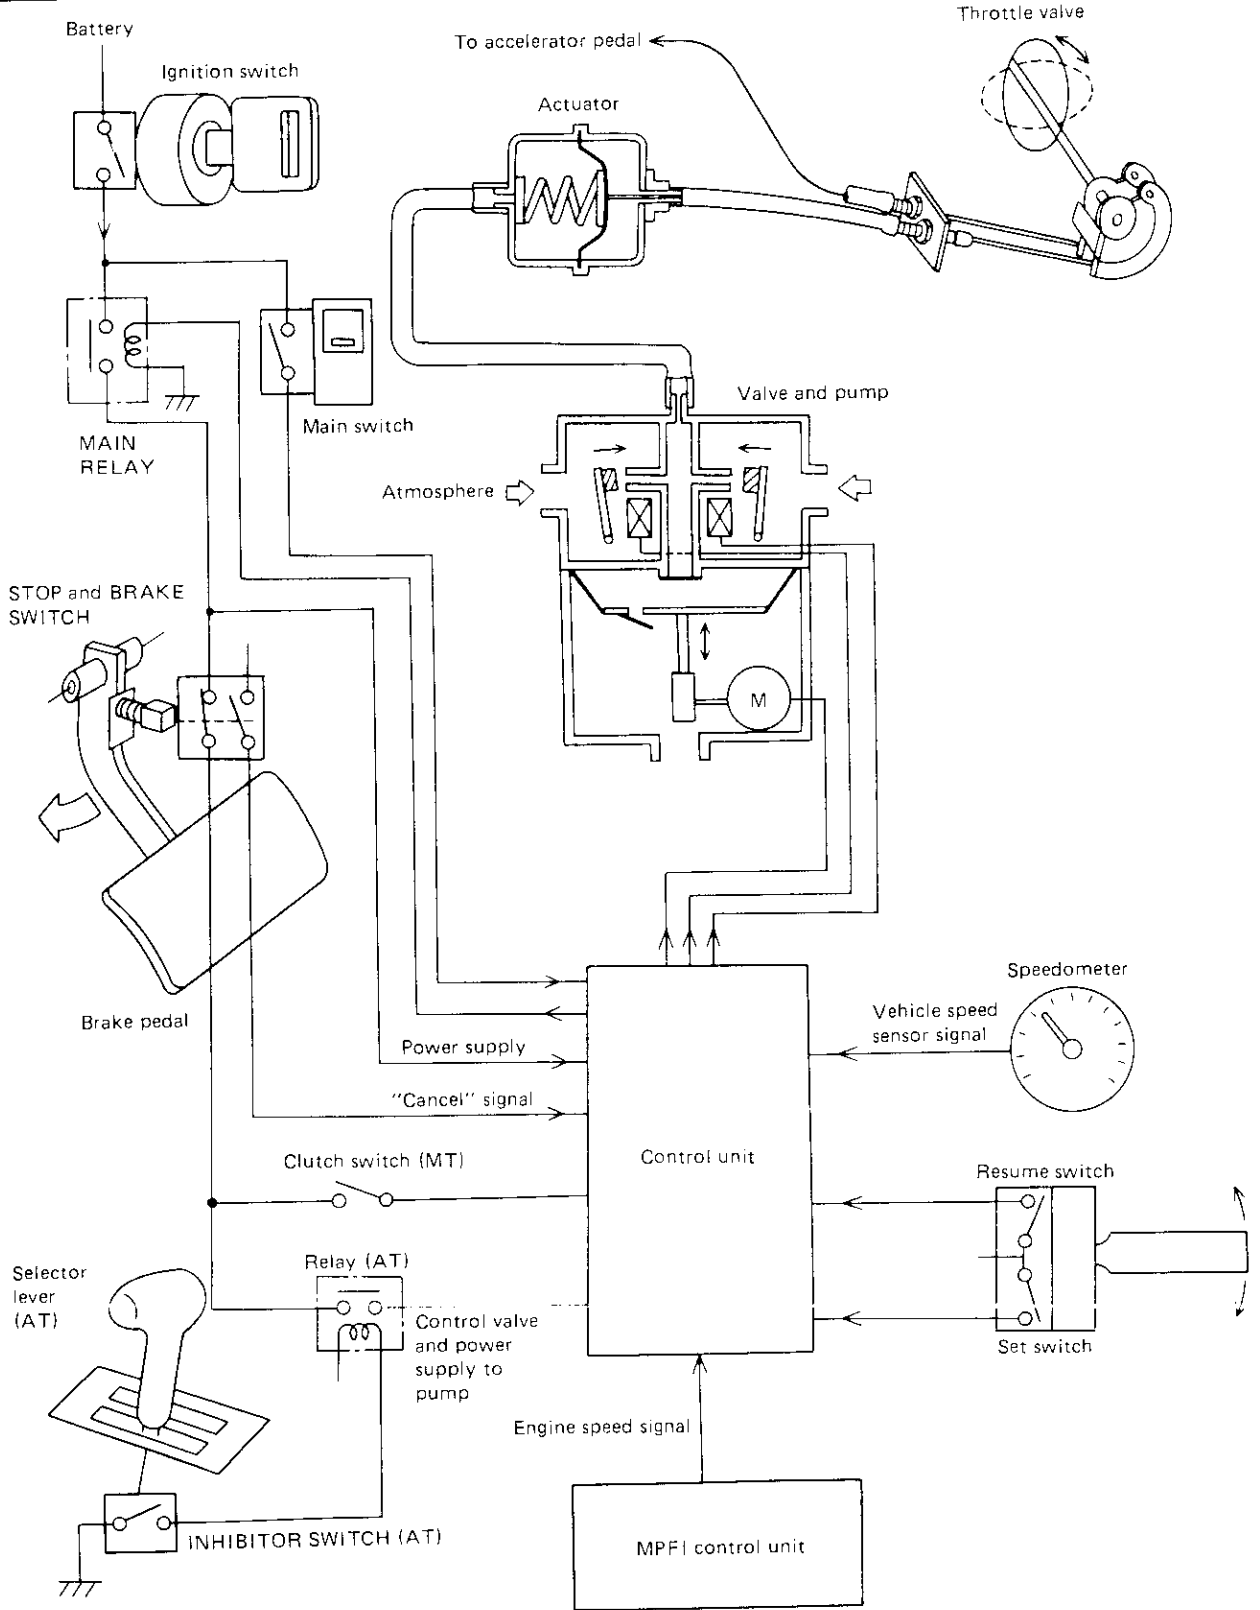 Throttle valve
Battery
To accelerator pedal
Ignition switch
Actuator
Valve and pump
Main switch
MAIN
RELAY
Atmosphere
STOP and BRAKE
SWITCH
M
Speedometer
Brake pedal
Vehicle speed
sensor signal
Power supply
"Cancel" signal
Control unit
Clutch switch (MT)
Resume switch
Relay (AT)
Selector
lever
(AT)
Control valve
and power
supply to
pump
Set switch
Engine speed signal
INHIBITOR SWITCH (AT)
MPFI control unit